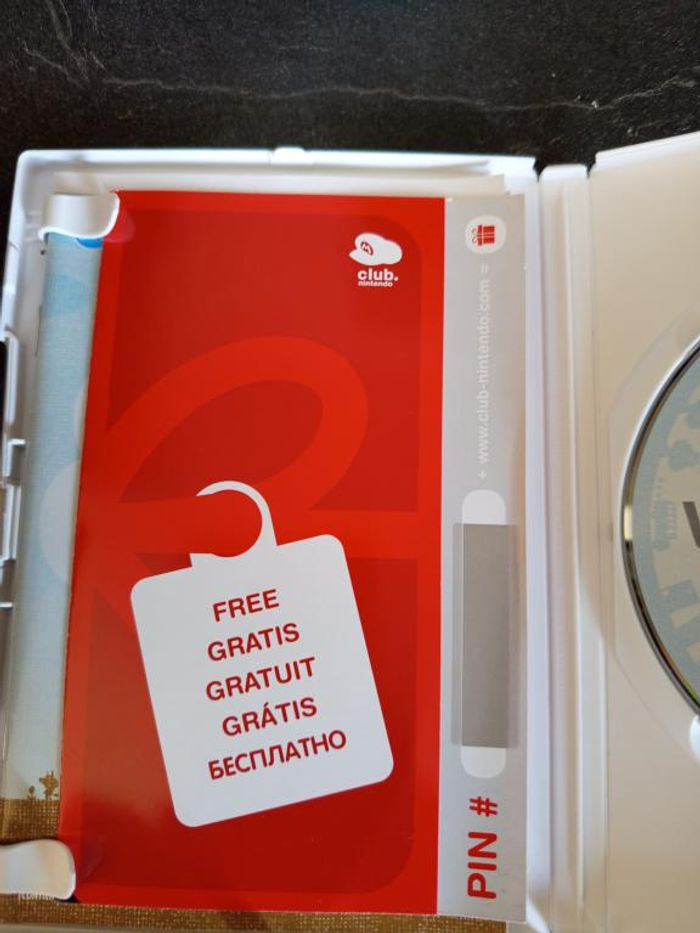 club.
nintendo
FREE
GRATIS
GRATUIT
GRÁTIS
БЕСПЛАТНО
PIN #
+ www.club-nintendo.com =